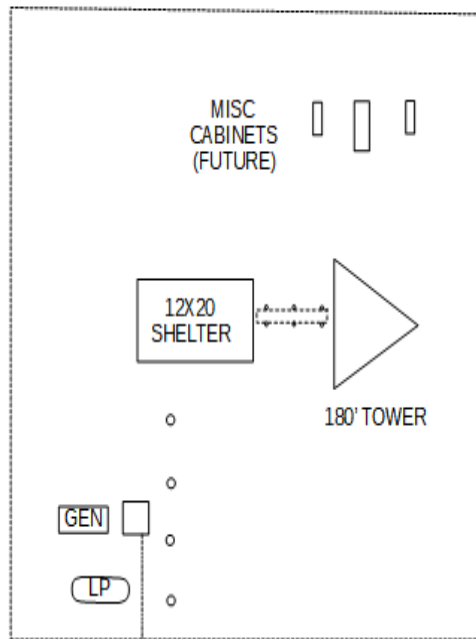 MISC
CABINETS
(FUTURE)
12X20
SHELTER
180' TOWER
GEN
LP